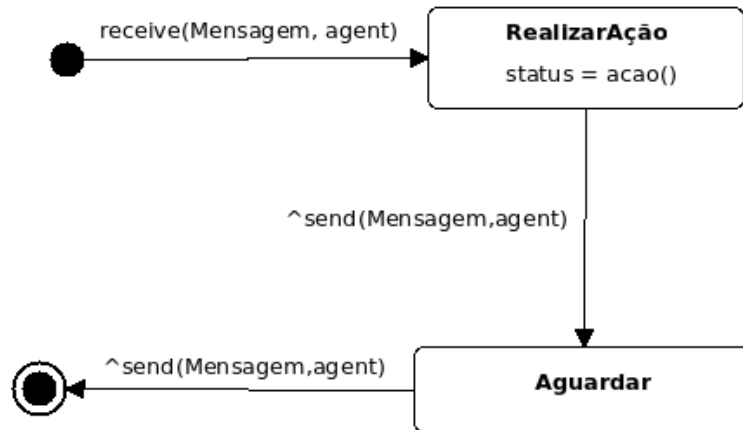 receive(Mensagem, agent)
RealizarAção
status = acao()
^send(Mensagem,agent)
^send(Mensagem,agent)
Aguardar